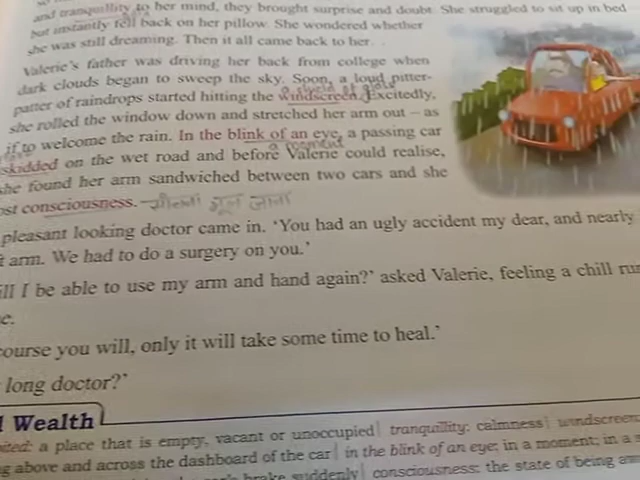 and tranquillity to her mind, they brought surprise and doubt. She struggled to sit up in bed
but instantly fell back on her pillow. She wondered whether
she was still dreaming. Then it all came back to her.
Valerie's father was driving her back from college when
dark clouds began to sweep the sky. Soon, a loud pitter-
patter of raindrops started hitting the windscreen. Excitedly,
she rolled the window down and stretched her arm out – as
if to welcome the rain. In the blink of an eye, a passing car
a moment
skidded on the wet road and before Valerie could realise,
she found her arm sandwiched between two cars and she
ost consciousness.
pleasant looking doctor came in. 'You had an ugly accident my dear, and nearly
arm. We had to do a surgery on you.'
ill I be able to use my arm and hand again?' asked Valerie, feeling a chill run
e.
course you will, only it will take some time to heal.'
long doctor?'
d Wealth
a place that is empty, vacant or unoccupied | tranquillity: calmness | windscreen:
g above and across the dashboard of the car | in the blink of an eye: in a moment; in a s
brake suddenly | consciousness: the state of being aw